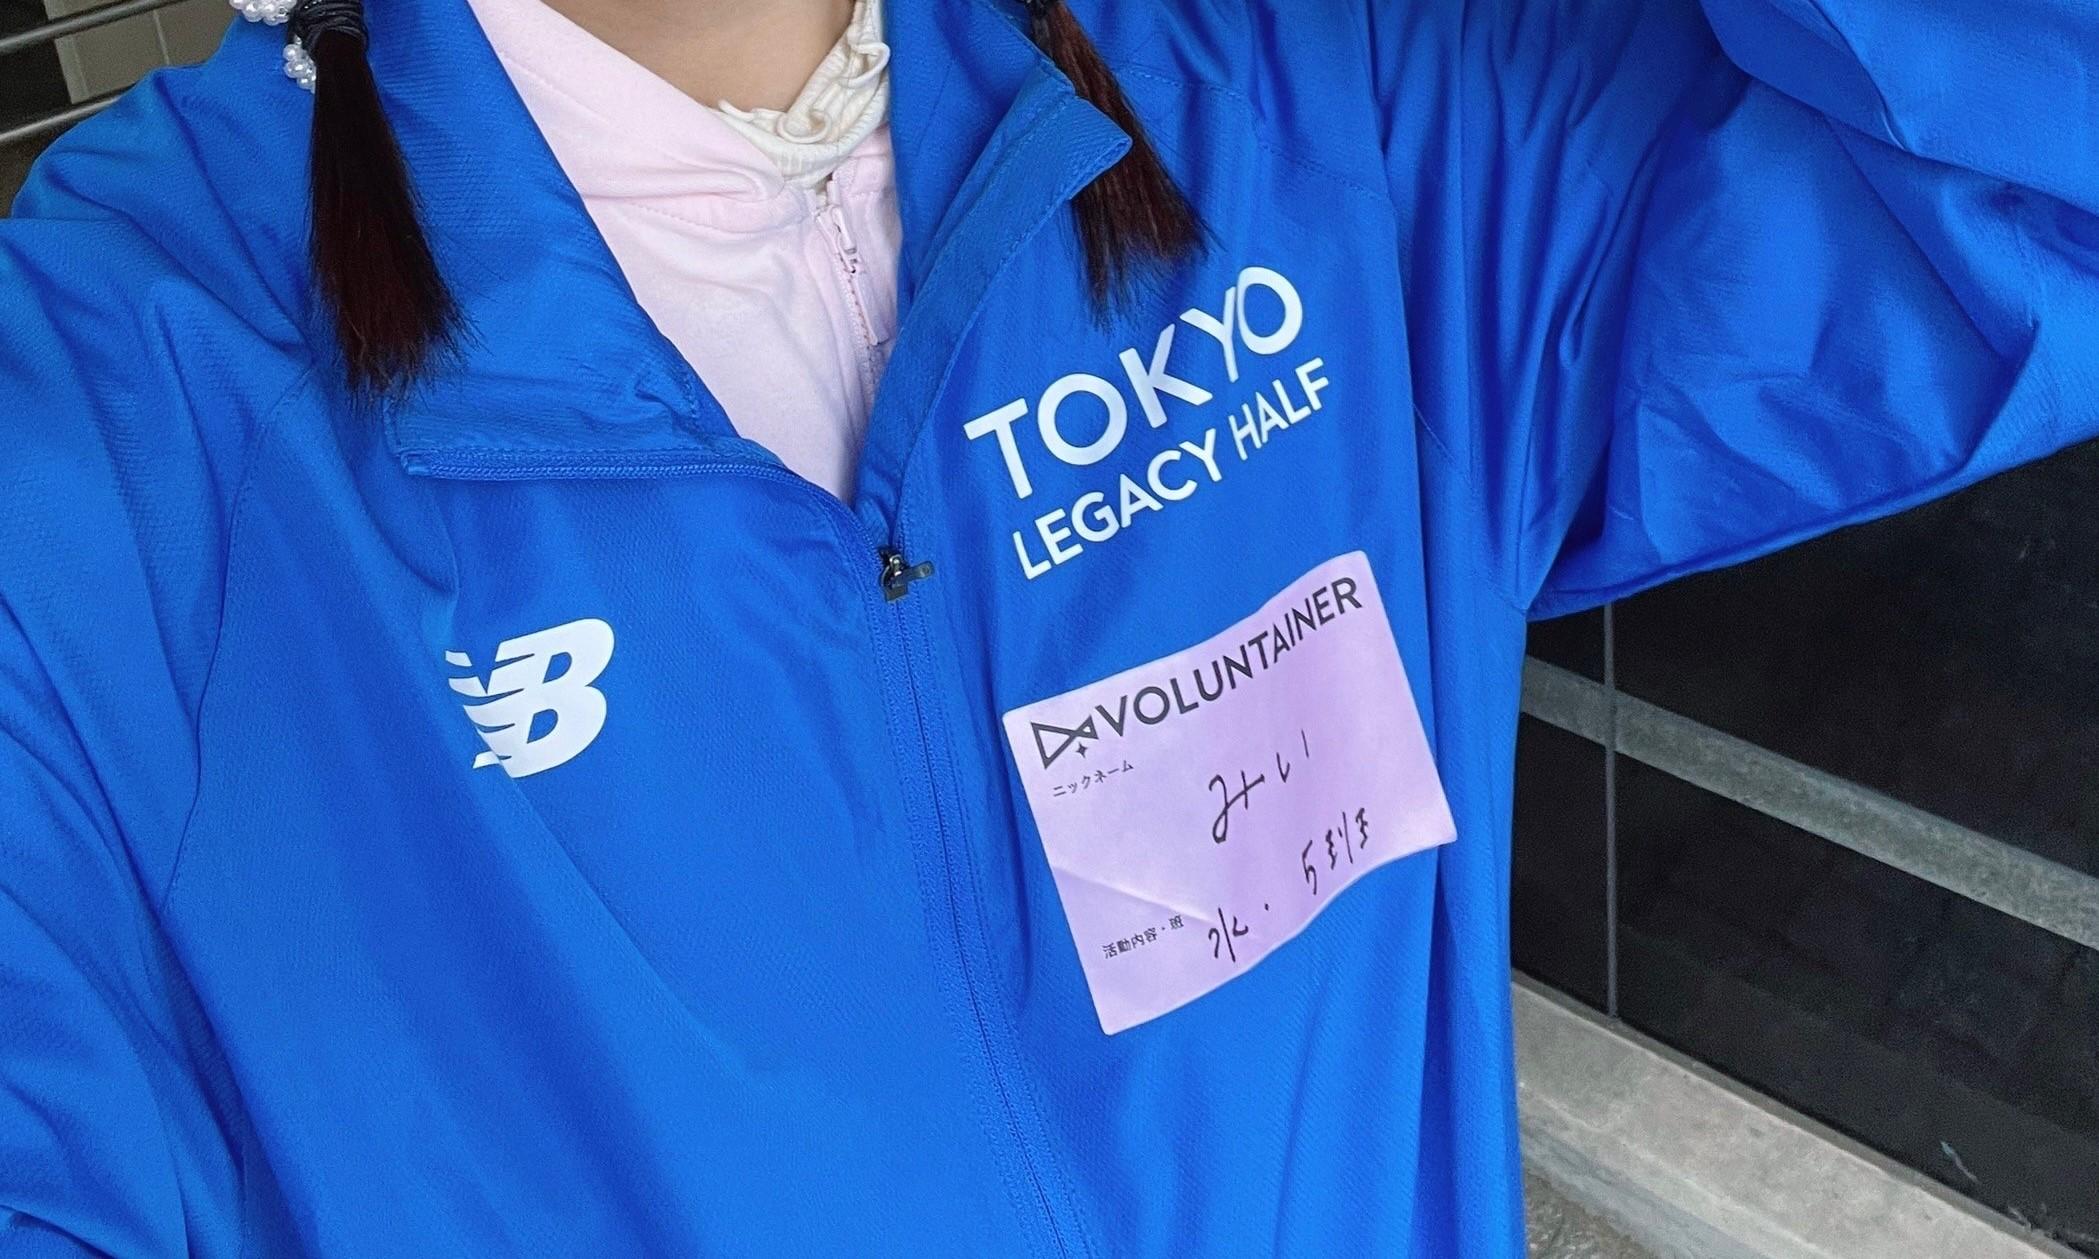 TOKYO
LEGACY HALF
NB
VOLUNTAINER
ニックネーム
みい
活動内容・班
水・5班